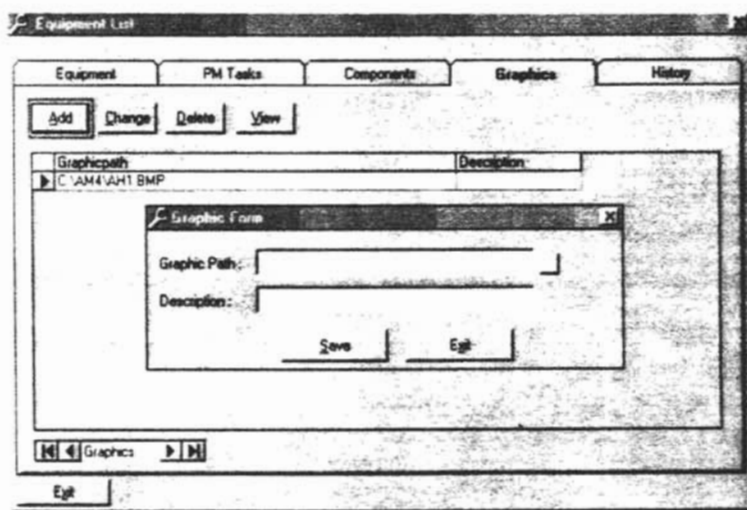 Equipment List
Equipment PM Tasks Components Graphics History
Add Change Delete View
Graphicpath Description
C:\AM4\AH1.BMP
Graphic Form
Graphic Path :
Description :
Save Exit
Graphics
Exit